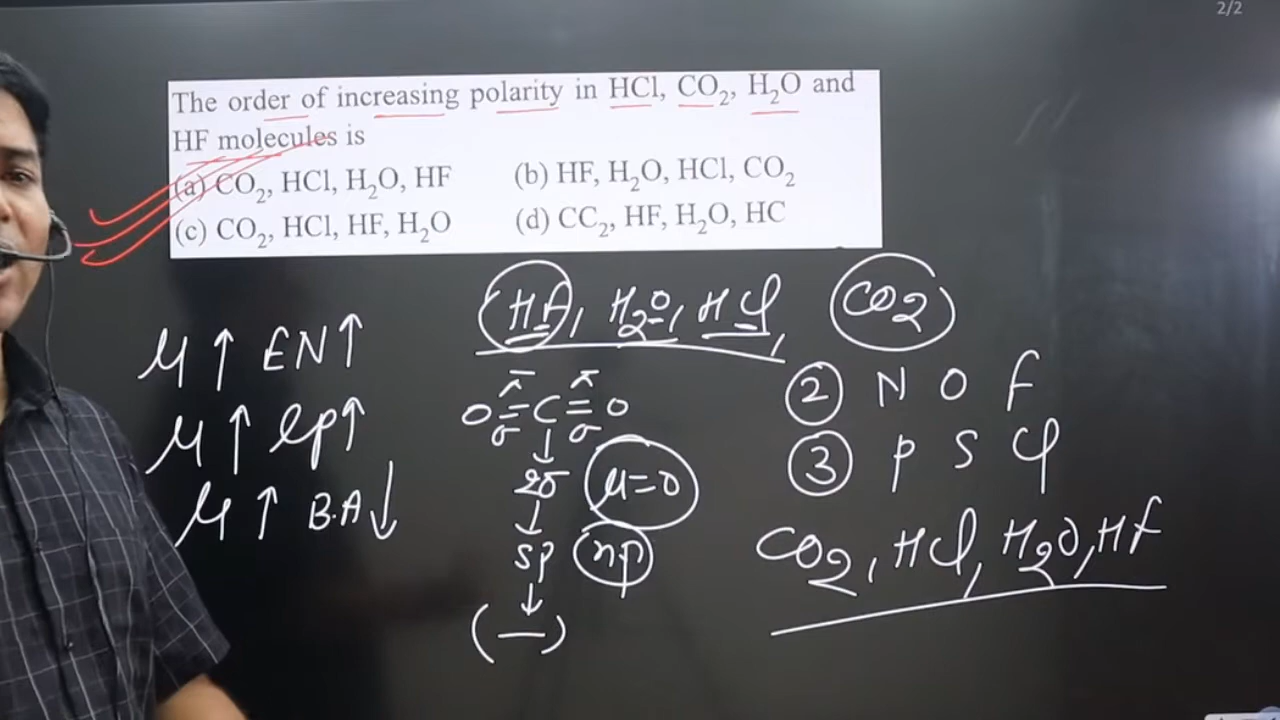 2/2
The order of increasing polarity in HCl, CO₂, H₂O and
HF molecules is
(a) CO₂, HCl, H₂O, HF (b) HF, H₂O, HCl, CO₂
(c) CO₂, HCl, HF, H₂O (d) CC₂, HF, H₂O, HC
μ↑ EN↑
μ↑ lp↑
μ↑ B.A↓
HF, H₂O, HCl, CO₂
π π
O=C=O
σ σ
↓
2σ μ=0
↓
sp np
↓
(—)
② N O F
③ P S Cl
CO₂, HCl, H₂O, HF